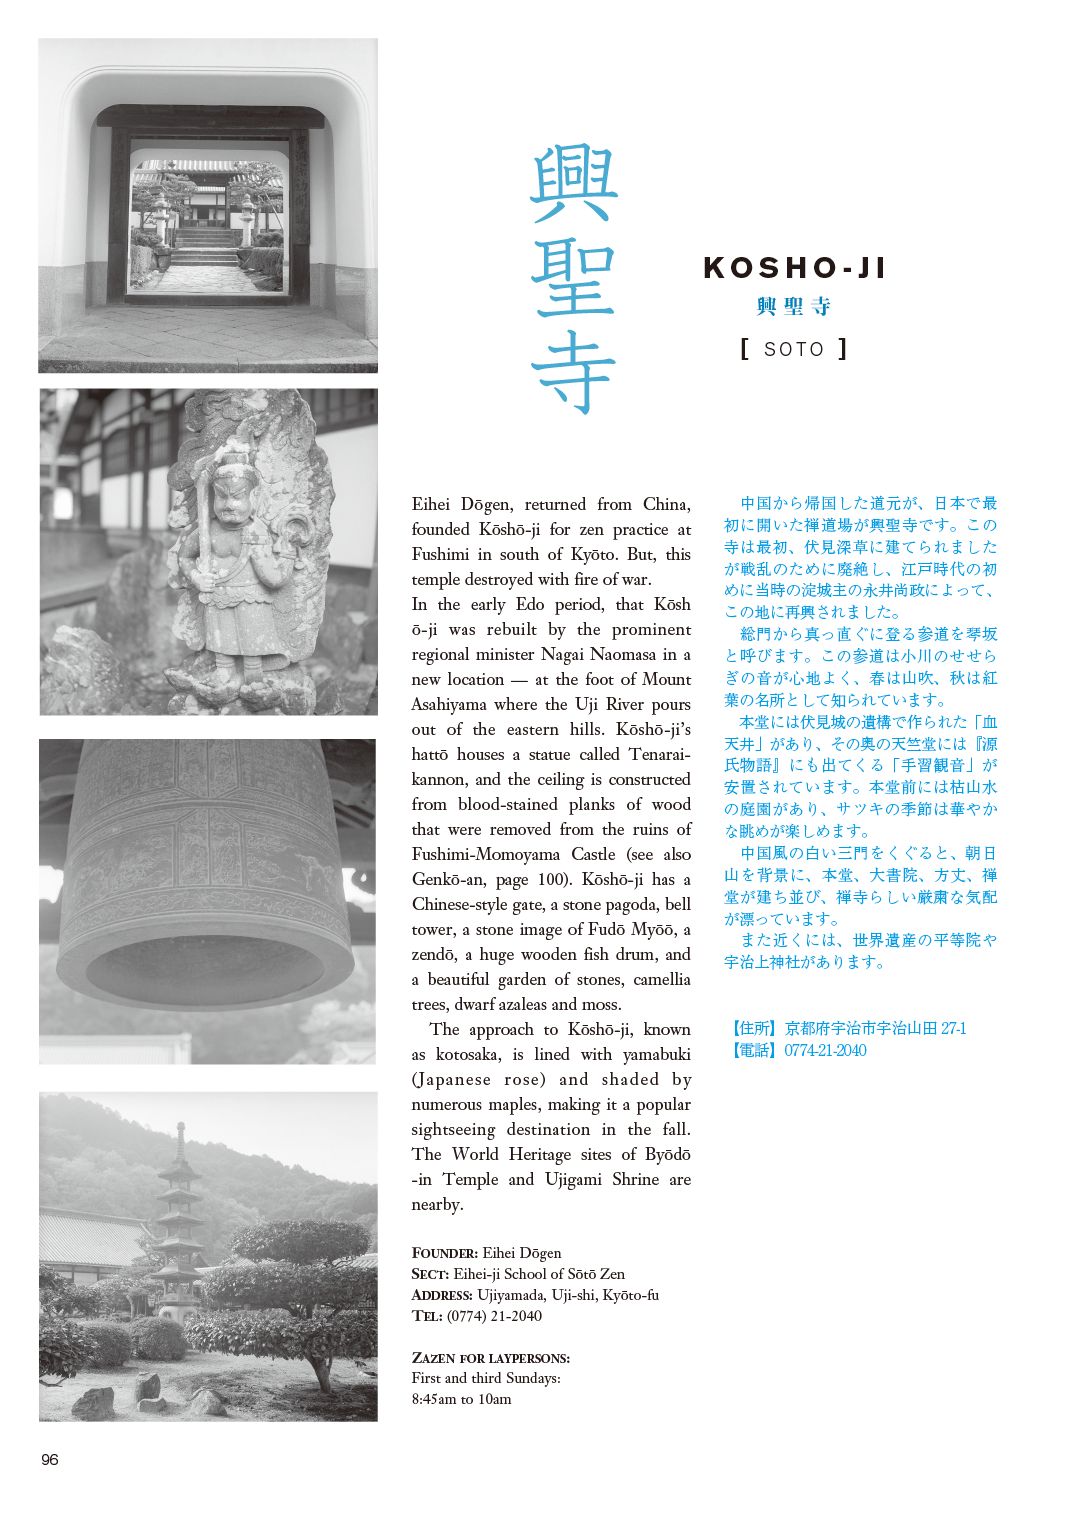 興聖寺
KOSHO-JI
興聖寺
[ SOTO ]
Eihei Dōgen, returned from China,
founded Kōshō-ji for zen practice at
Fushimi in south of Kyōto. But, this
temple destroyed with fire of war.
In the early Edo period, that Kōsh
ō-ji was rebuilt by the prominent
regional minister Nagai Naomasa in a
new location — at the foot of Mount
Asahiyama where the Uji River pours
out of the eastern hills. Kōshō-ji's
hattō houses a statue called Tenarai-
kannon, and the ceiling is constructed
from blood-stained planks of wood
that were removed from the ruins of
Fushimi-Momoyama Castle (see also
Genkō-an, page 100). Kōshō-ji has a
Chinese-style gate, a stone pagoda, bell
tower, a stone image of Fudō Myōō, a
zendō, a huge wooden fish drum, and
a beautiful garden of stones, camellia
trees, dwarf azaleas and moss.
The approach to Kōshō-ji, known
as kotosaka, is lined with yamabuki
(Japanese rose) and shaded by
numerous maples, making it a popular
sightseeing destination in the fall.
The World Heritage sites of Byōdō
-in Temple and Ujigami Shrine are
nearby.
FOUNDER: Eihei Dōgen
SECT: Eihei-ji School of Sōtō Zen
ADDRESS: Ujiyamada, Uji-shi, Kyōto-fu
TEL: (0774) 21-2040
ZAZEN FOR LAYPERSONS:
First and third Sundays:
8:45am to 10am
中国から帰国した道元が、日本で最
初に開いた禅道場が興聖寺です。この
寺は最初、伏見深草に建てられました
が戦乱のために廃絶し、江戸時代の初
めに当時の淀城主の永井尚政によって、
この地に再興されました。
総門から真っ直ぐに登る参道を琴坂
と呼びます。この参道は小川のせせら
ぎの音が心地よく、春は山吹、秋は紅
葉の名所として知られています。
本堂には伏見城の遺構で作られた「血
天井」があり、その奥の天竺堂には『源
氏物語』にも出てくる「手習観音」が
安置されています。本堂前には枯山水
の庭園があり、サツキの季節は華やか
な眺めが楽しめます。
中国風の白い三門をくぐると、朝日
山を背景に、本堂、大書院、方丈、禅
堂が建ち並び、禅寺らしい厳粛な気配
が漂っています。
また近くには、世界遺産の平等院や
宇治上神社があります。
【住所】京都府宇治市宇治山田 27-1
【電話】0774-21-2040
96